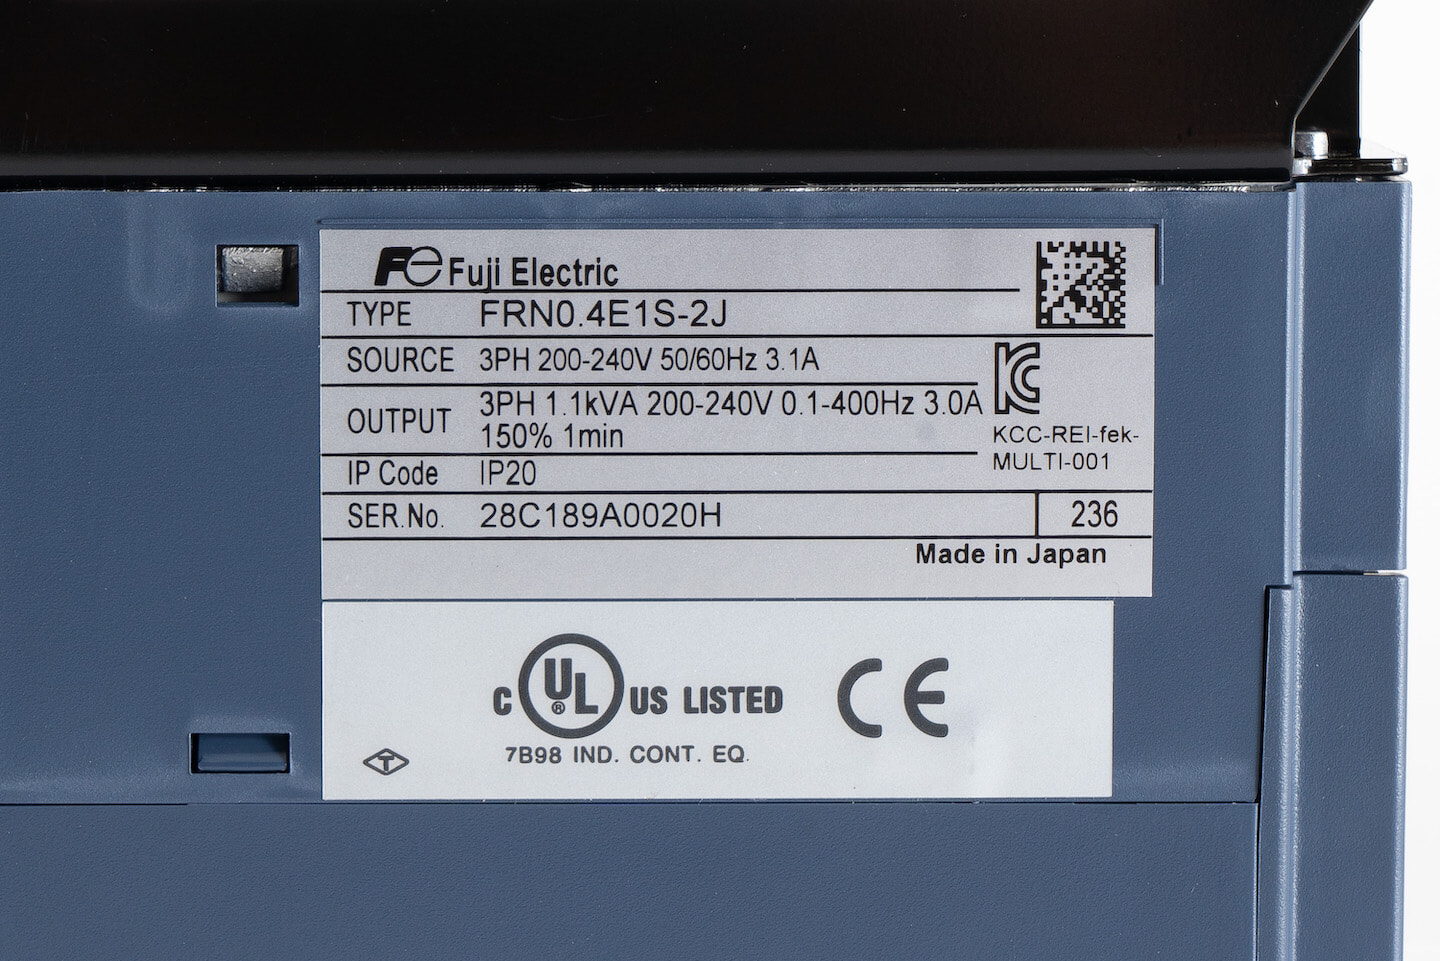 Fe Fuji Electric
TYPE FRN0.4E1S-2J
SOURCE 3PH 200-240V 50/60Hz 3.1A
OUTPUT 3PH 1.1kVA 200-240V 0.1-400Hz 3.0A
150% 1min
KCC-REI-fek-
MULTI-001
IP Code IP20
SER.No. 28C189A0020H 236
Made in Japan
C UL® US LISTED CE
7B98 IND. CONT. EQ.
T